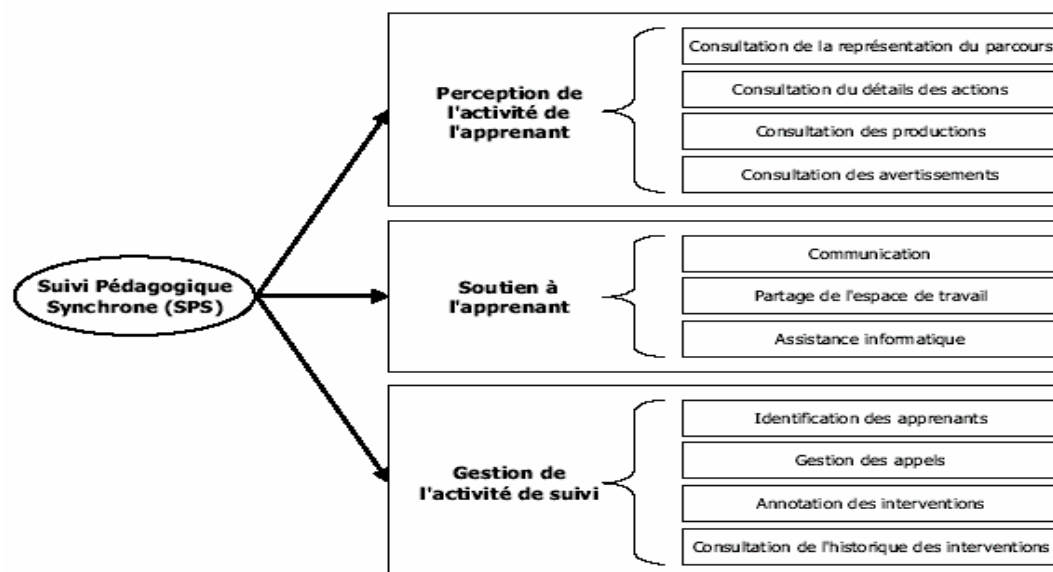 Suivi Pédagogique
Synchrone (SPS)
Perception de
l'activité de
l'apprenant
Consultation de la représentation du parcours
Consultation du détails des actions
Consultation des productions
Consultation des avertissements
Soutien à
l'apprenant
Communication
Partage de l'espace de travail
Assistance informatique
Gestion de
l'activité de suivi
Identification des apprenants
Gestion des appels
Annotation des interventions
Consultation de l'historique des interventions